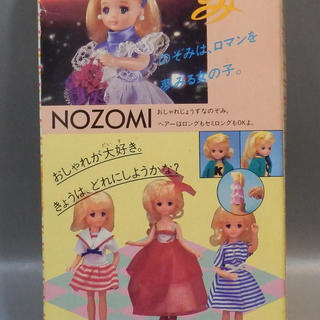 み
のぞみは、ロマンを
夢みる女の子。
NOZOMI
おしゃれじょうずなのぞみ。
ヘアーはロングもセミロングもOKよ。
おしゃれが大好き。
きょうは、どれにしようかな?
K